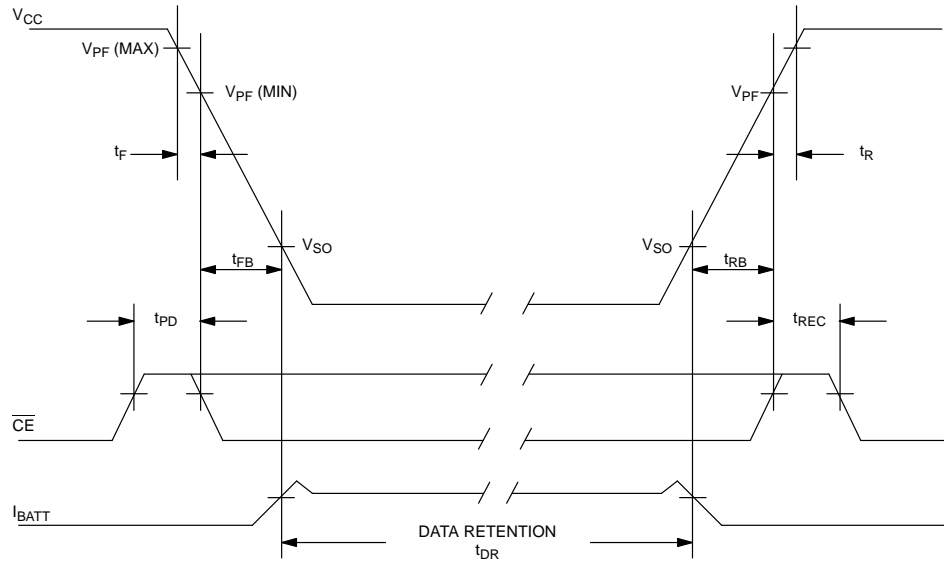 VCC
VPF (MAX)
VPF (MIN)
VPF
tF
tR
VSO
VSO
tFB
tRB
tPD
tREC
CE
IBATT
DATA RETENTION
tDR